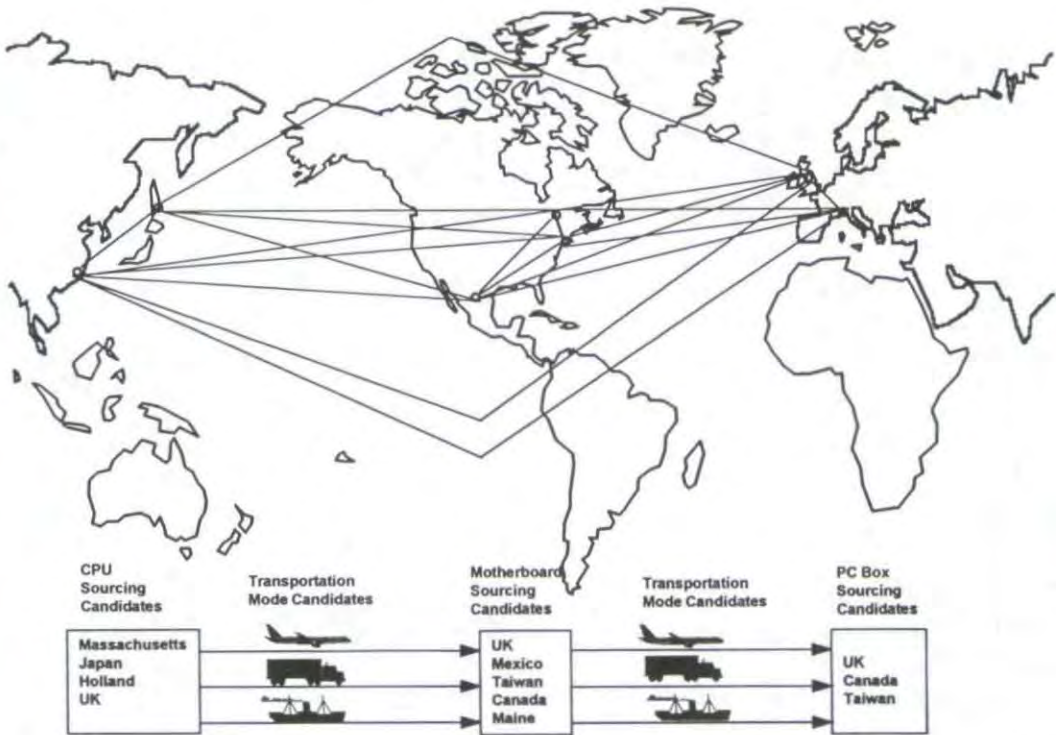 CPU
Sourcing
Candidates
Transportation
Mode Candidates
Motherboard
Sourcing
Candidates
Transportation
Mode Candidates
PC Box
Sourcing
Candidates
Massachusetts
Japan
Holland
UK
UK
Mexico
Taiwan
Canada
Maine
UK
Canada
Taiwan